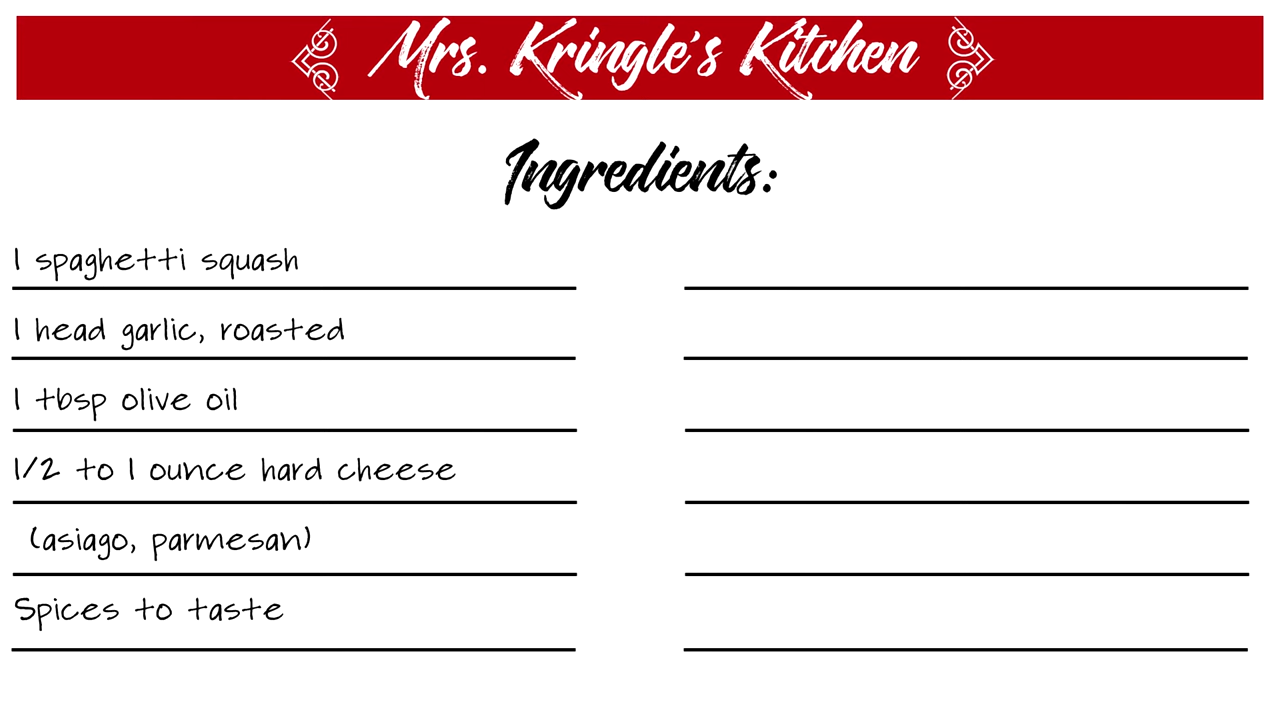 Mrs. Kringle's Kitchen
Ingredients:
1 spaghetti squash
1 head garlic, roasted
1 tbsp olive oil
1/2 to 1 ounce hard cheese
(asiago, parmesan)
Spices to taste